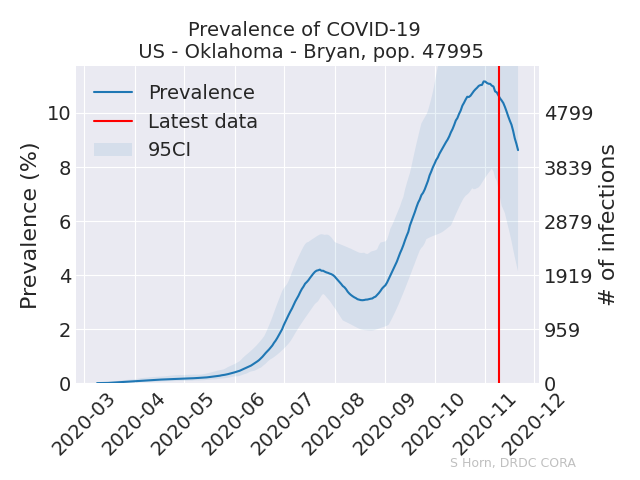 Prevalence of COVID-19
US - Oklahoma - Bryan, pop. 47995
Prevalence
Latest data
95CI
Prevalence (%)
10
8
6
4
2
0
4799
3839
2879
1919
959
0
# of infections
2020-03
2020-04
2020-05
2020-06
2020-07
2020-08
2020-09
2020-10
2020-11
2020-12
S Horn, DRDC CORA